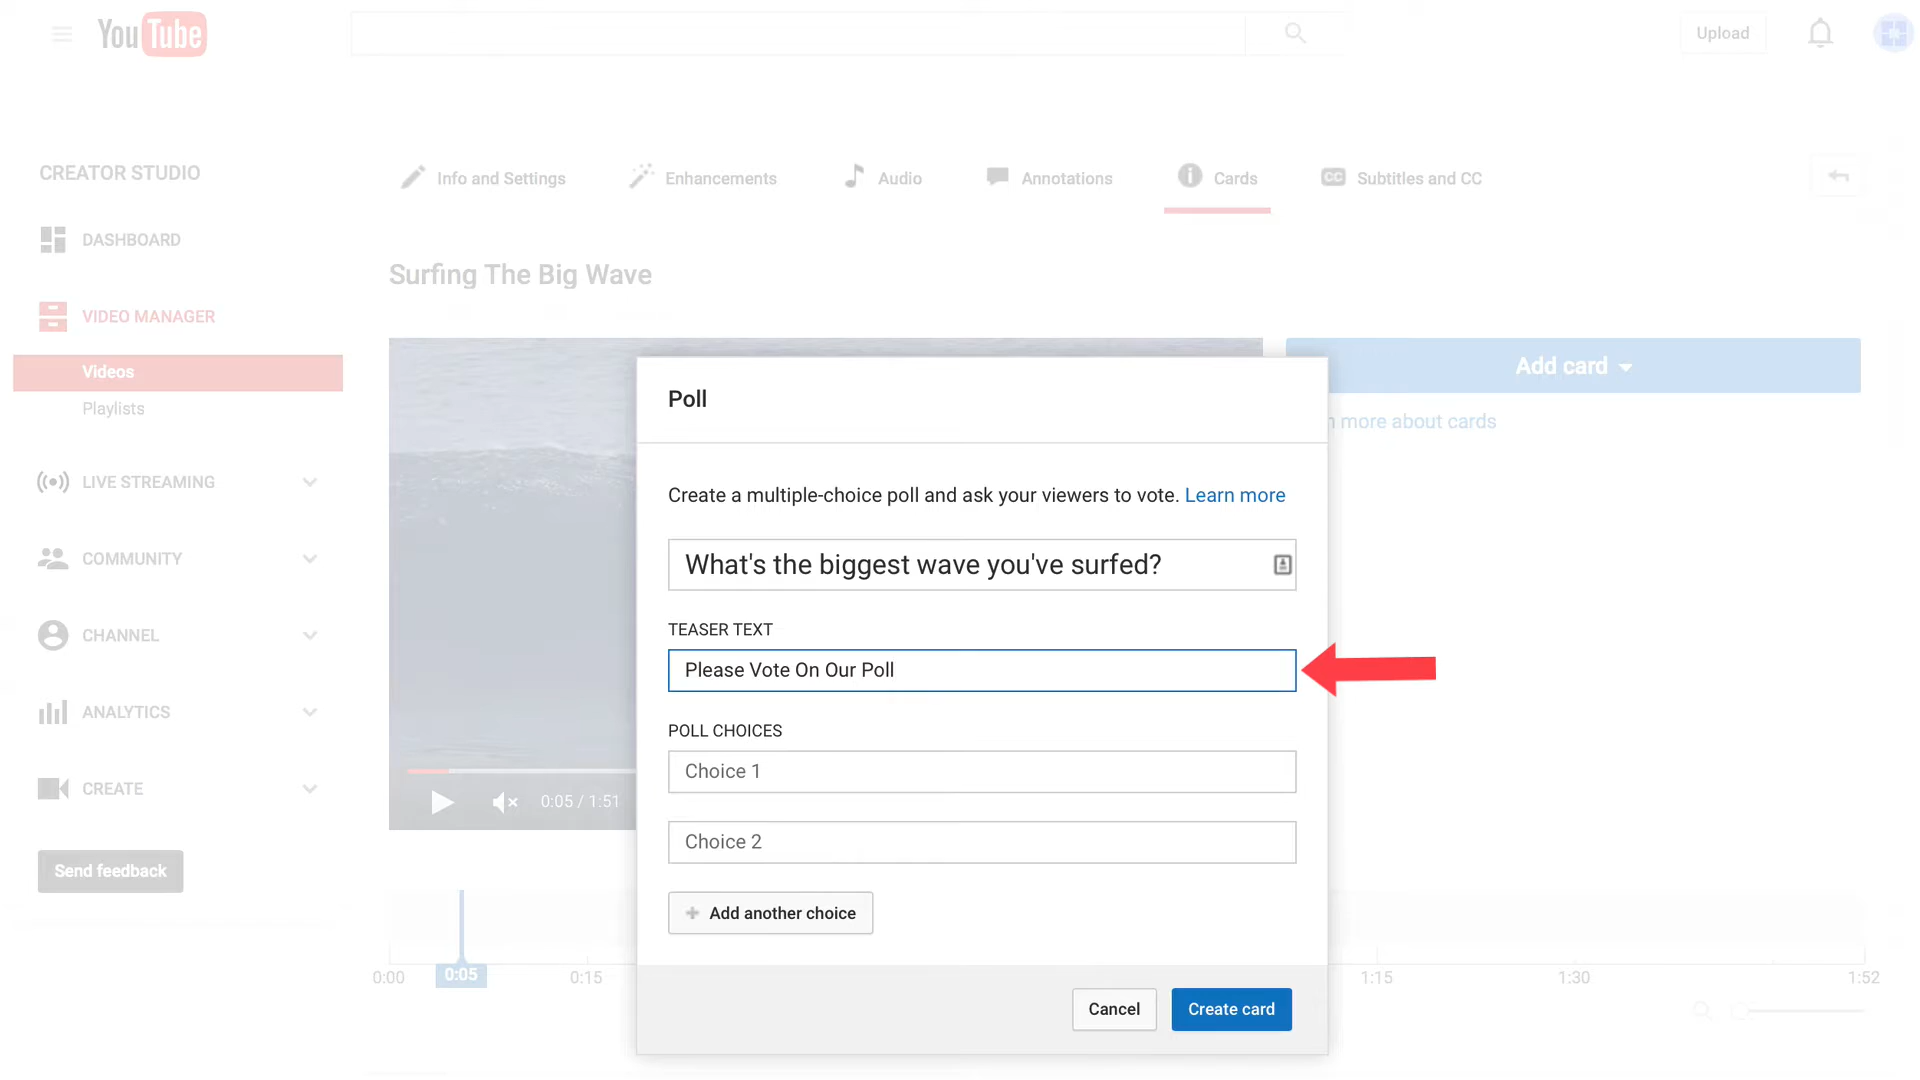 YouTube
Upload
CREATOR STUDIO
Info and Settings
Enhancements
Audio
Annotations
Cards
CC Subtitles and CC
DASHBOARD
Surfing The Big Wave
VIDEO MANAGER
Videos
Playlists
Add card
more about cards
Poll
Create a multiple-choice poll and ask your viewers to vote. Learn more
What's the biggest wave you've surfed?
TEASER TEXT
Please Vote On Our Poll
POLL CHOICES
Choice 1
Choice 2
+ Add another choice
Cancel
Create card
LIVE STREAMING
COMMUNITY
CHANNEL
ANALYTICS
CREATE
Send feedback
0:05 / 1:51
0:00
0:05
0:15
1:15
1:30
1:52